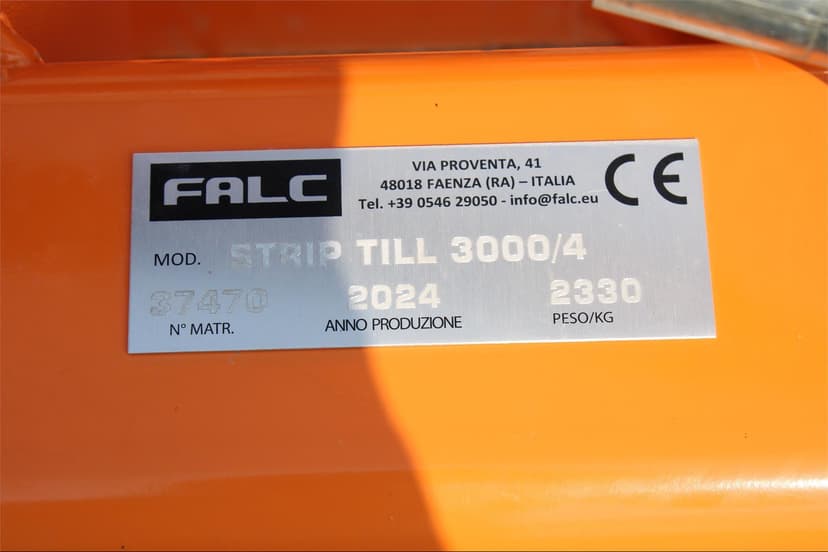 FALC
VIA PROVENTA, 41
48018 FAENZA (RA) – ITALIA
Tel. +39 0546 29050 - info@falc.eu
CE
MOD. STRIP TILL 3000/4
37470 2024 2330
N° MATR. ANNO PRODUZIONE PESO/KG